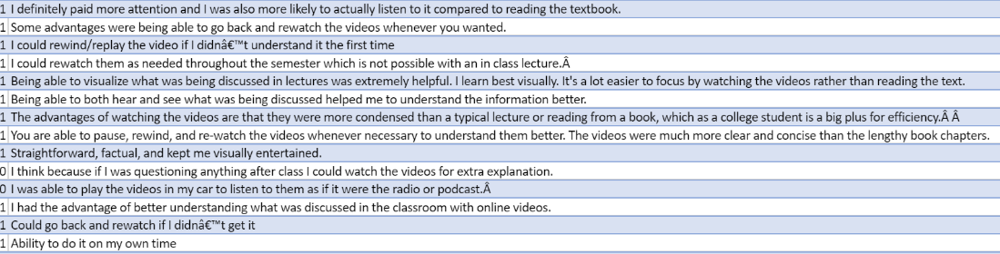 1 I definitely paid more attention and I was also more likely to actually listen to it compared to reading the textbook.
1 Some advantages were being able to go back and rewatch the videos whenever you wanted.
1 I could rewind/replay the video if I didnâ€™t understand it the first time
1 I could rewatch them as needed throughout the semester which is not possible with an in class lecture.Â
1 Being able to visualize what was being discussed in lectures was extremely helpful. I learn best visually. It's a lot easier to focus by watching the videos rather than reading the text.
1 Being able to both hear and see what was being discussed helped me to understand the information better.
1 The advantages of watching the videos are that they were more condensed than a typical lecture or reading from a book, which as a college student is a big plus for efficiency.Â Â
1 You are able to pause, rewind, and re-watch the videos whenever necessary to understand them better. The videos were much more clear and concise than the lengthy book chapters.
1 Straightforward, factual, and kept me visually entertained.
0 I think because if I was questioning anything after class I could watch the videos for extra explanation.
0 I was able to play the videos in my car to listen to them as if it were the radio or podcast.Â
1 I had the advantage of better understanding what was discussed in the classroom with online videos.
1 Could go back and rewatch if I didnâ€™t get it
1 Ability to do it on my own time